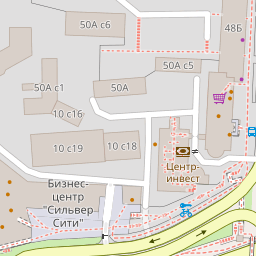 50А с6
48Б
50А с5
50А с1
50А
10 с16
10 с19
10 с18
Центр-
инвест
Бизнес-
центр
"Сильвер
Сити"